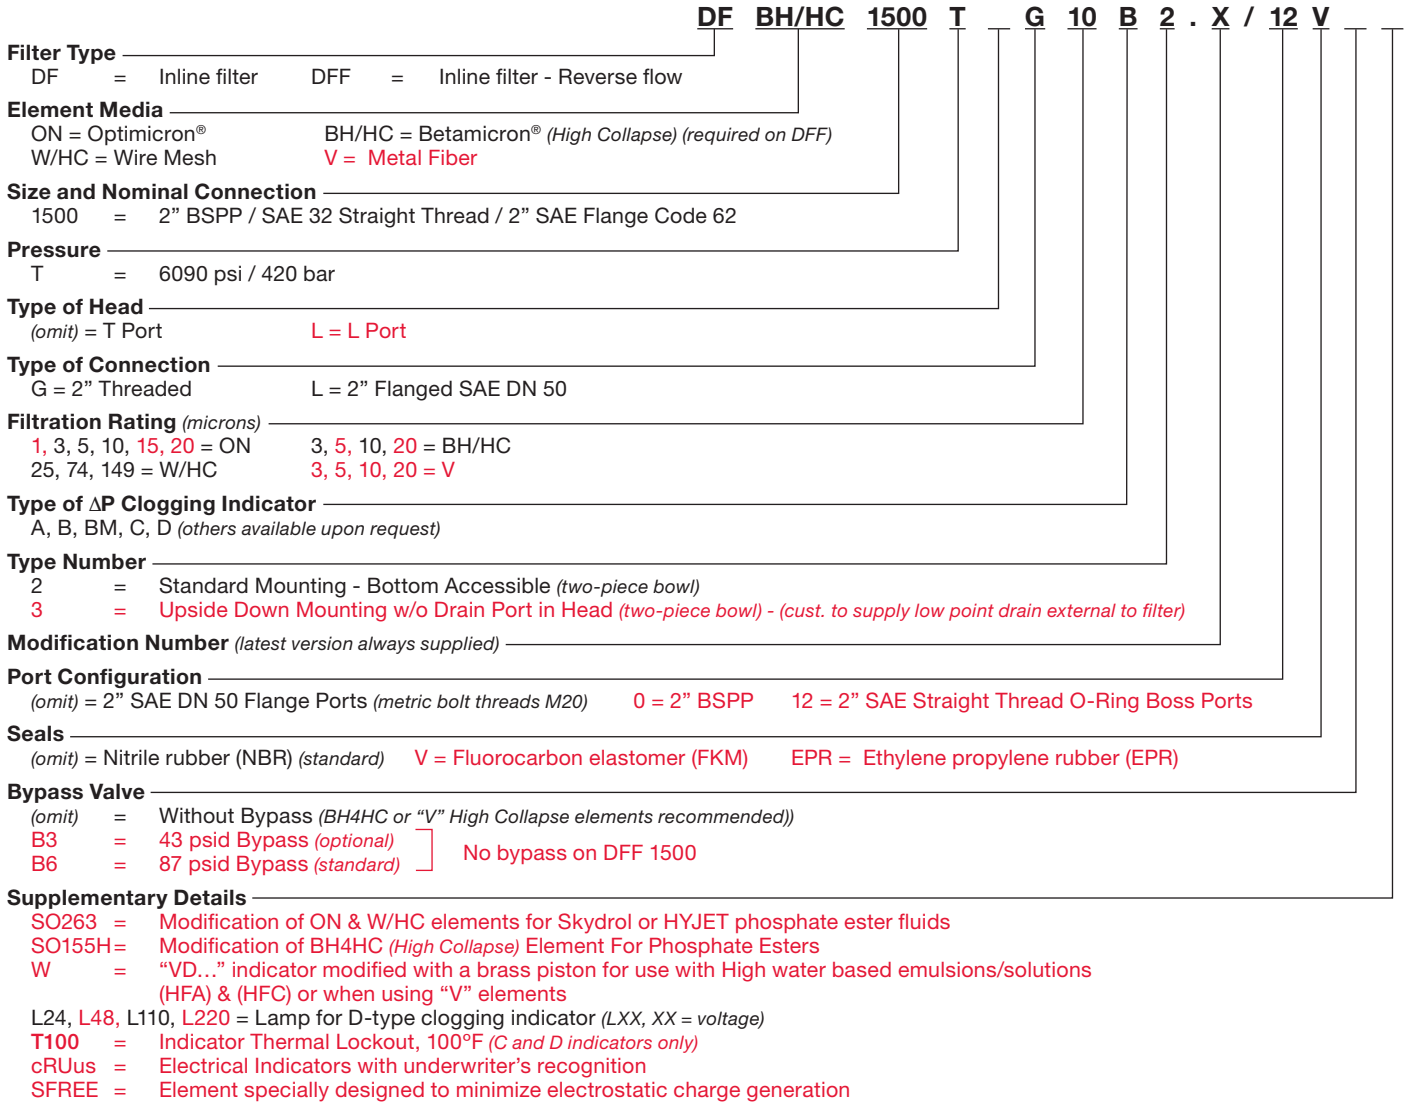 DF BH/HC 1500 T _ G 10 B 2 . X / 12 V _ _
Filter Type
DF = Inline filter DFF = Inline filter - Reverse flow
Element Media
ON = Optimicron® BH/HC = Betamicron® (High Collapse) (required on DFF)
W/HC = Wire Mesh V = Metal Fiber
Size and Nominal Connection
1500 = 2” BSPP / SAE 32 Straight Thread / 2” SAE Flange Code 62
Pressure
T = 6090 psi / 420 bar
Type of Head
(omit) = T Port L = L Port
Type of Connection
G = 2” Threaded L = 2” Flanged SAE DN 50
Filtration Rating (microns)
1, 3, 5, 10, 15, 20 = ON 3, 5, 10, 20 = BH/HC
25, 74, 149 = W/HC 3, 5, 10, 20 = V
Type of ΔP Clogging Indicator
A, B, BM, C, D (others available upon request)
Type Number
2 = Standard Mounting - Bottom Accessible (two-piece bowl)
3 = Upside Down Mounting w/o Drain Port in Head (two-piece bowl) - (cust. to supply low point drain external to filter)
Modification Number (latest version always supplied)
Port Configuration
(omit) = 2” SAE DN 50 Flange Ports (metric bolt threads M20) 0 = 2” BSPP 12 = 2” SAE Straight Thread O-Ring Boss Ports
Seals
(omit) = Nitrile rubber (NBR) (standard) V = Fluorocarbon elastomer (FKM) EPR = Ethylene propylene rubber (EPR)
Bypass Valve
(omit) = Without Bypass (BH4HC or “V” High Collapse elements recommended))
B3 = 43 psid Bypass (optional)
B6 = 87 psid Bypass (standard)
No bypass on DFF 1500
Supplementary Details
SO263 = Modification of ON & W/HC elements for Skydrol or HYJET phosphate ester fluids
SO155H = Modification of BH4HC (High Collapse) Element For Phosphate Esters
W = “VD…” indicator modified with a brass piston for use with High water based emulsions/solutions
(HFA) & (HFC) or when using “V” elements
L24, L48, L110, L220 = Lamp for D-type clogging indicator (LXX, XX = voltage)
T100 = Indicator Thermal Lockout, 100ºF (C and D indicators only)
cRUus = Electrical Indicators with underwriter’s recognition
SFREE = Element specially designed to minimize electrostatic charge generation